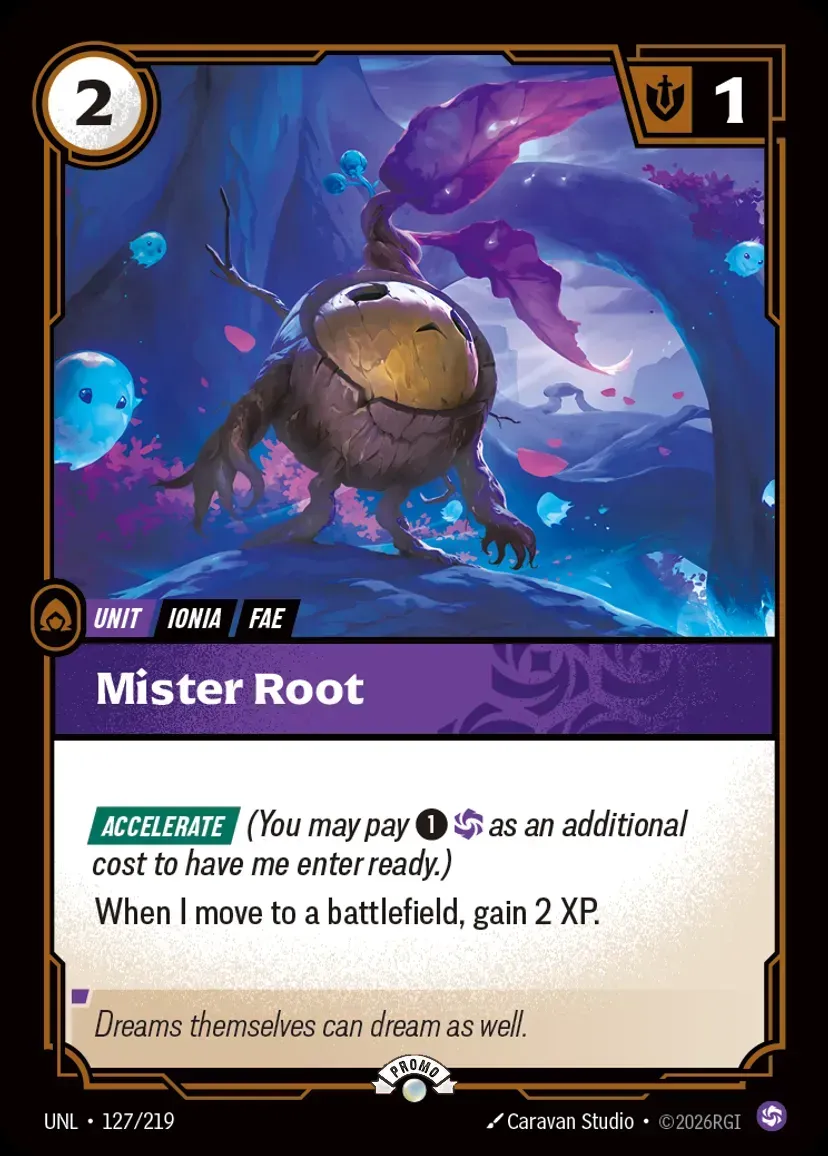 2
1
UNIT IONIA FAE
Mister Root
ACCELERATE (You may pay 1 as an additional
cost to have me enter ready.)
When I move to a battlefield, gain 2 XP.
Dreams themselves can dream as well.
PROMO
UNL • 127/219
Caravan Studio • ©2026RGI